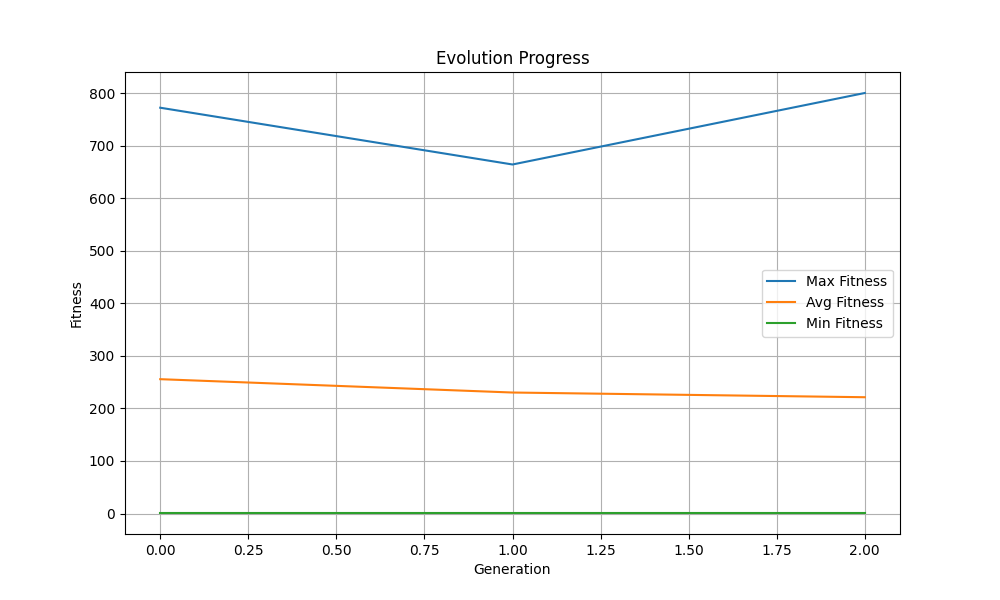 Evolution Progress
800
700
600
500
400
300
200
100
0
Fitness
Max Fitness
Avg Fitness
Min Fitness
0.00 0.25 0.50 0.75 1.00 1.25 1.50 1.75 2.00
Generation